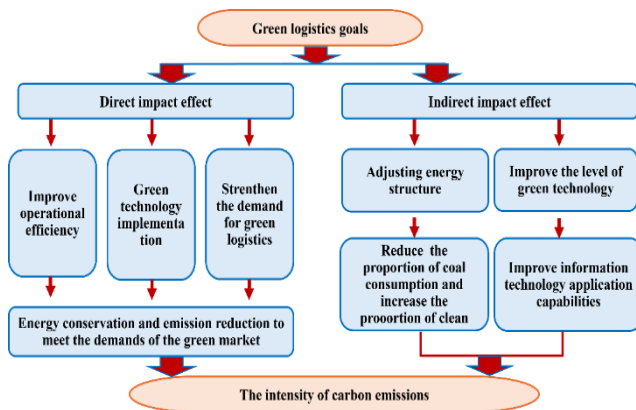 Green logistics goals
Direct impact effect
Indirect impact effect
Improve
operational
efficiency
Green
technology
implementa
tion
Strenthen the
demand for
green
logistics
Adjusting energy
structure
Improve the level of
green technology
Reduce the
proportion of coal
consumption and
increase the
prooortion of clean
Improve information
technology application
capabilities
Energy conservation and emission reduction to
meet the demands of the green market
The intensity of carbon emissions